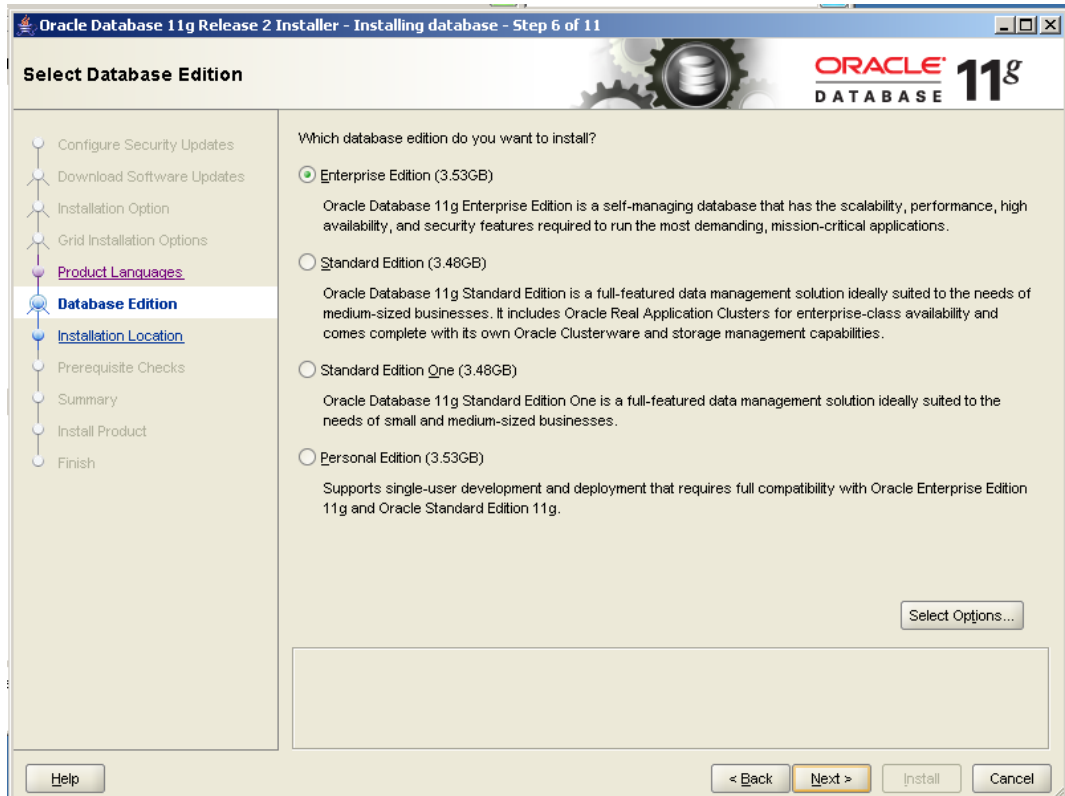 Oracle Database 11g Release 2 Installer - Installing database - Step 6 of 11
Select Database Edition
ORACLE 11g
DATABASE
Configure Security Updates
Download Software Updates
Installation Option
Grid Installation Options
Product Languages
Database Edition
Installation Location
Prerequisite Checks
Summary
Install Product
Finish
Which database edition do you want to install?
Enterprise Edition (3.53GB)
Oracle Database 11g Enterprise Edition is a self-managing database that has the scalability, performance, high
availability, and security features required to run the most demanding, mission-critical applications.
Standard Edition (3.48GB)
Oracle Database 11g Standard Edition is a full-featured data management solution ideally suited to the needs of
medium-sized businesses. It includes Oracle Real Application Clusters for enterprise-class availability and
comes complete with its own Oracle Clusterware and storage management capabilities.
Standard Edition One (3.48GB)
Oracle Database 11g Standard Edition One is a full-featured data management solution ideally suited to the
needs of small and medium-sized businesses.
Personal Edition (3.53GB)
Supports single-user development and deployment that requires full compatibility with Oracle Enterprise Edition
11g and Oracle Standard Edition 11g.
Select Options...
Help
< Back
Next >
Install
Cancel